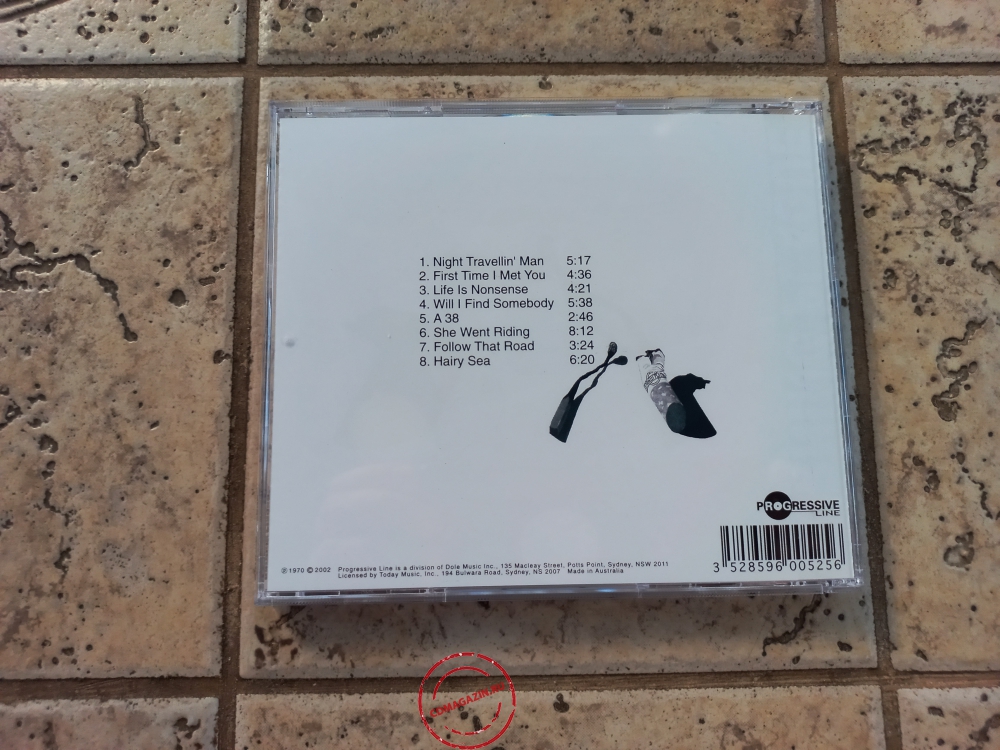 1. Night Travellin' Man 5:17
2. First Time I Met You 4:36
3. Life Is Nonsense 4:21
4. Will I Find Somebody 5:38
5. A 38 2:46
6. She Went Riding 8:12
7. Follow That Road 3:24
8. Hairy Sea 6:20
PROGRESSIVE
LINE
3 528596 005256
℗1970 ©2002 Progressive Line is a division of Dole Music Inc., 135 Macleay Street, Potts Point, Sydney, NSW 2011
Licensed by Today Music, Inc., 194 Bulwara Road, Sydney, NS 2007 Made in Australia